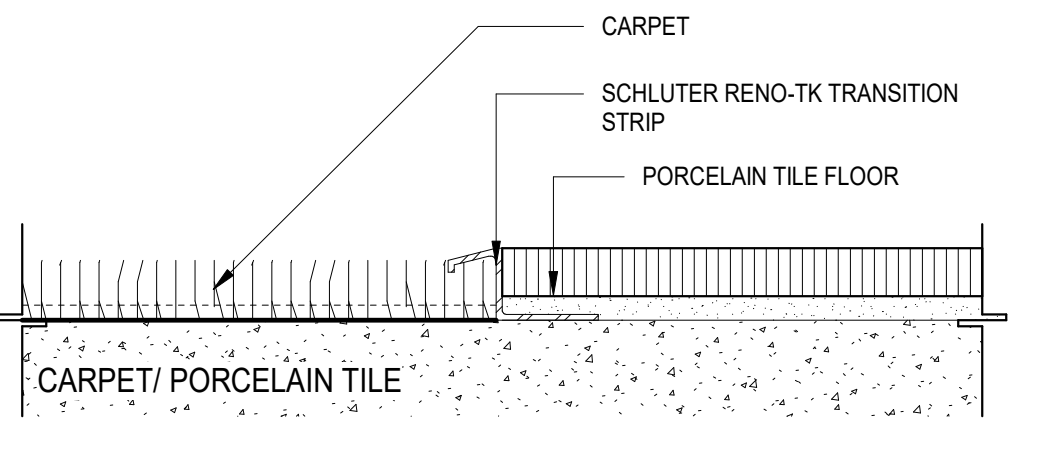 CARPET
SCHLUTER RENO-TK TRANSITION
STRIP
PORCELAIN TILE FLOOR
CARPET/ PORCELAIN TILE